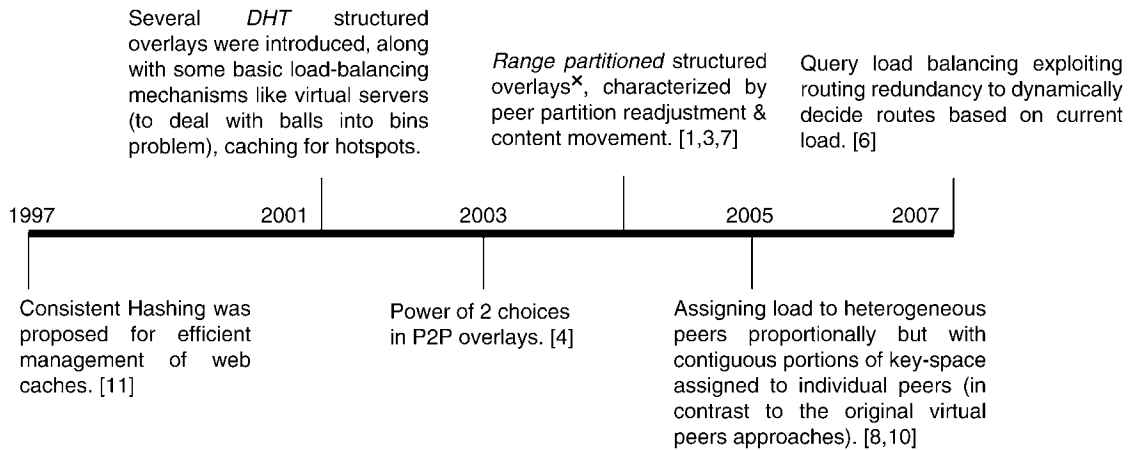 Several DHT structured
overlays were introduced, along
with some basic load-balancing
mechanisms like virtual servers
(to deal with balls into bins
problem), caching for hotspots.
Range partitioned structured
overlays×, characterized by
peer partition readjustment &
content movement. [1,3,7]
Query load balancing exploiting
routing redundancy to dynamically
decide routes based on current
load. [6]
1997 2001 2003 2005 2007
Consistent Hashing was
proposed for efficient
management of web
caches. [11]
Power of 2 choices
in P2P overlays. [4]
Assigning load to heterogeneous
peers proportionally but with
contiguous portions of key-space
assigned to individual peers (in
contrast to the original virtual
peers approaches). [8,10]